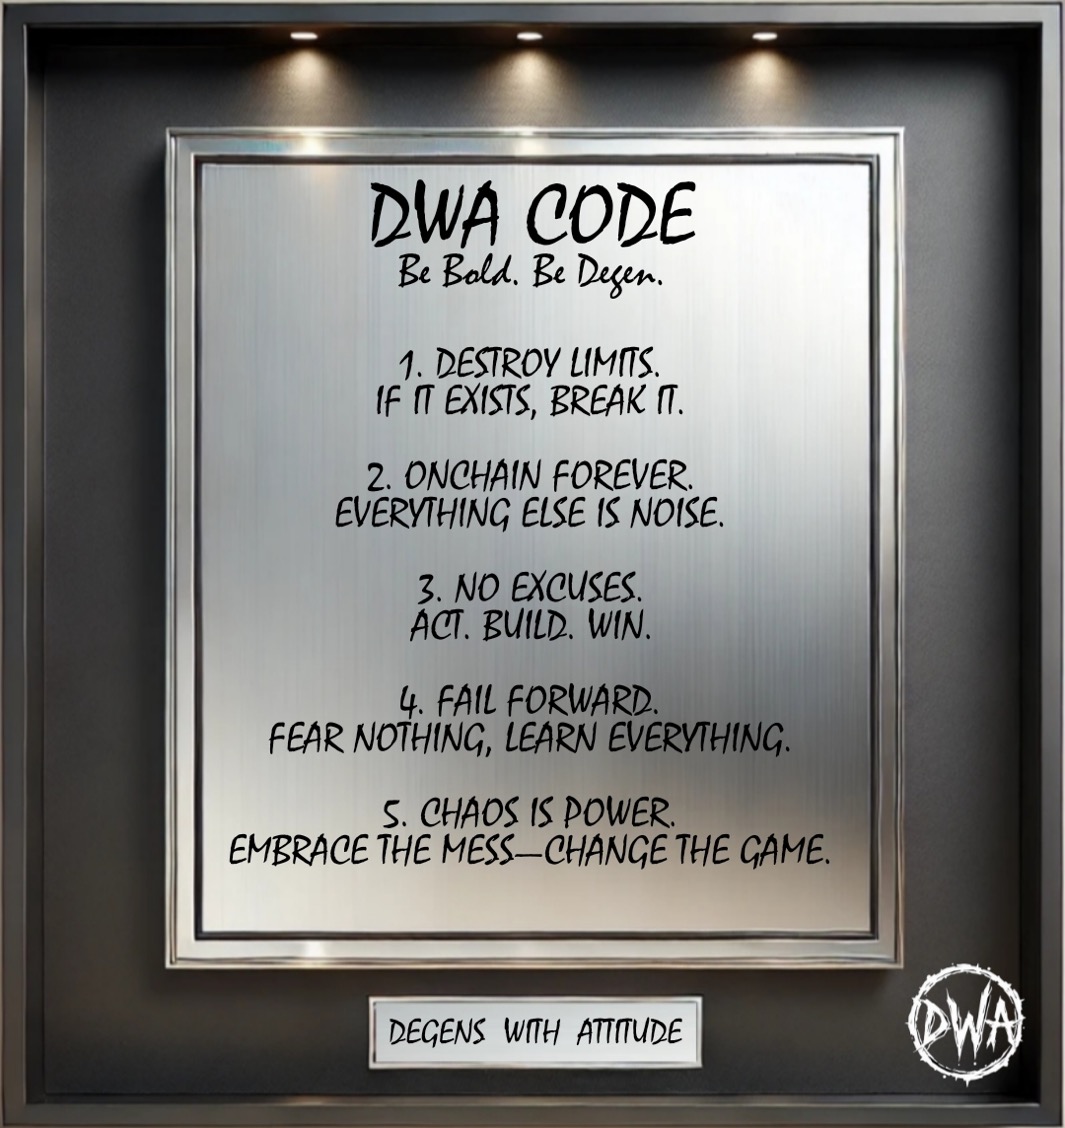 DWA CODE
Be Bold. Be Degen.
1. DESTROY LIMITS.
IF IT EXISTS, BREAK IT.
2. ONCHAIN FOREVER.
EVERYTHING ELSE IS NOISE.
3. NO EXCUSES.
ACT. BUILD. WIN.
4. FAIL FORWARD.
FEAR NOTHING, LEARN EVERYTHING.
5. CHAOS IS POWER.
EMBRACE THE MESS—CHANGE THE GAME.
DEGENS WITH ATTITUDE
DWA